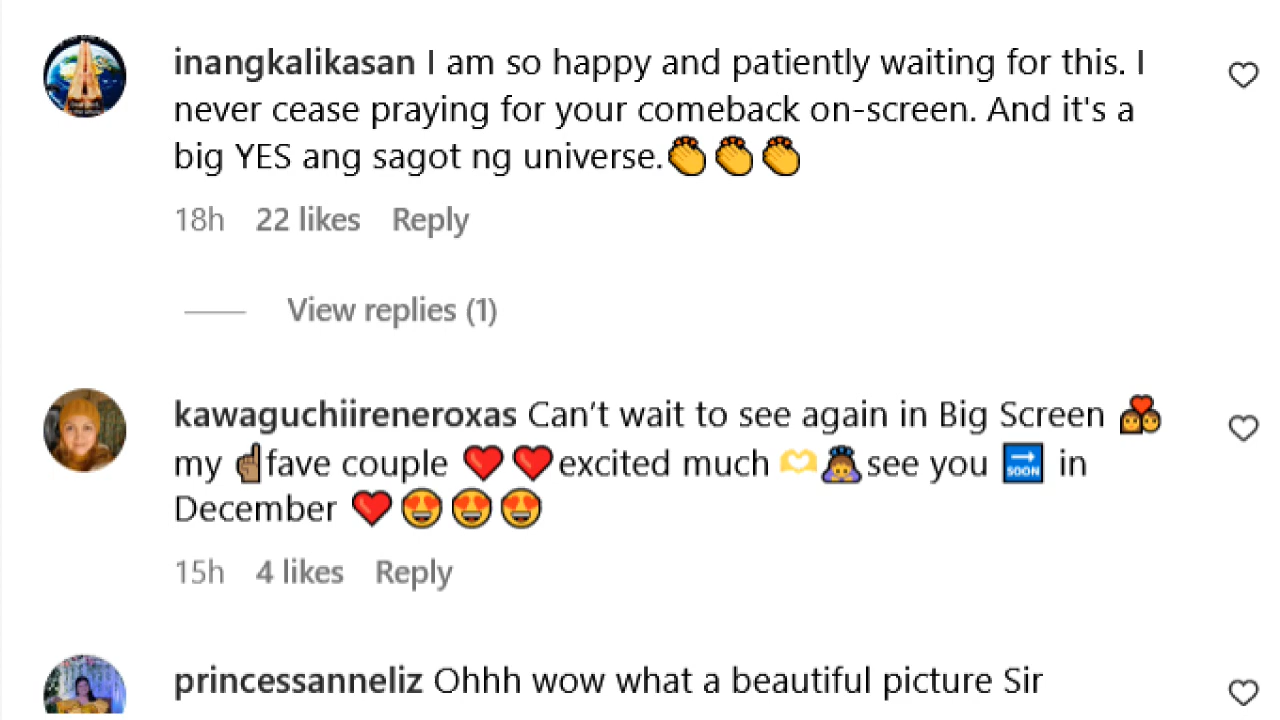 inangkalikasan I am so happy and patiently waiting for this. I
never cease praying for your comeback on-screen. And it's a
big YES ang sagot ng universe.👏👏👏
18h 22 likes Reply
View replies (1)
kawaguchiireneroxas Can't wait to see again in Big Screen 💑
my ☝🏽fave couple ❤️❤️excited much 🫶🙇‍♀️see you 🔜 in
December ❤️😍😍😍
15h 4 likes Reply
princessanneliz Ohhh wow what a beautiful picture Sir